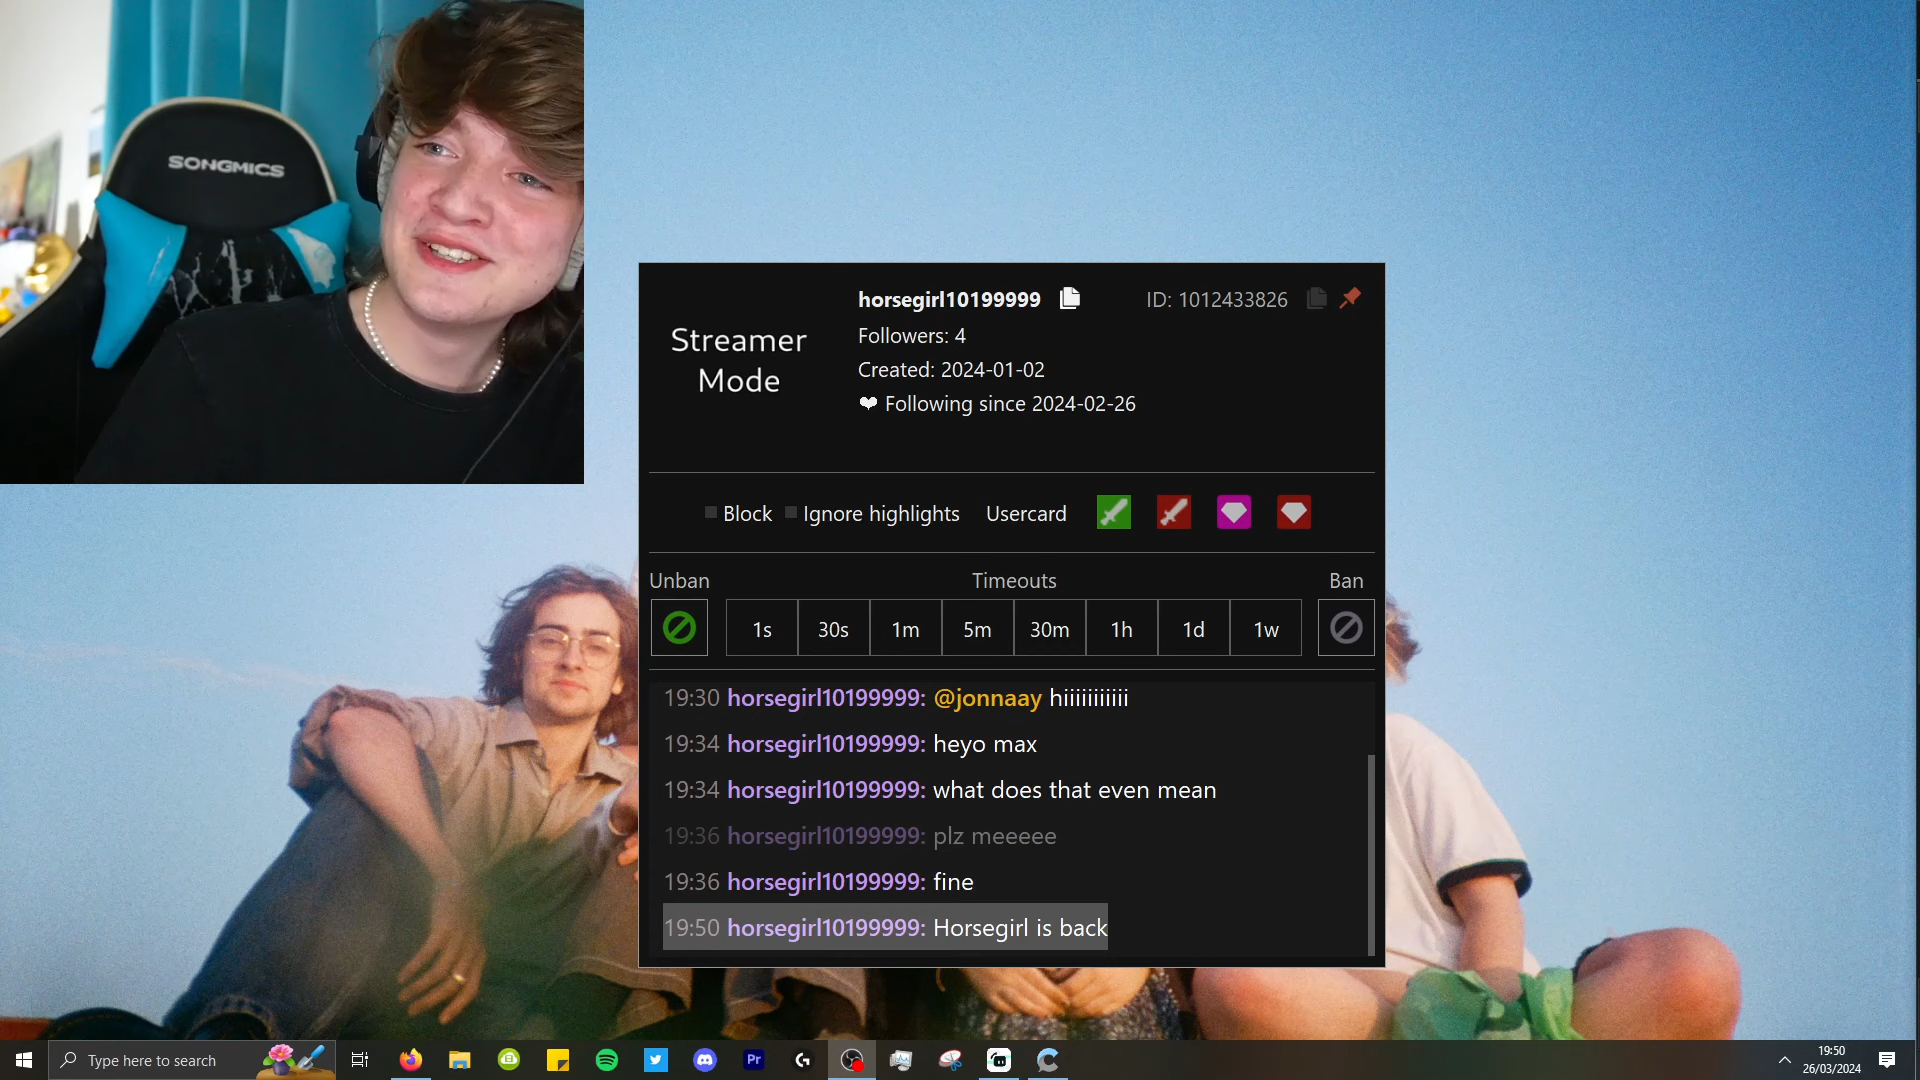 SONGMICS
Streamer
Mode
horsegirl10199999
ID: 1012433826
Followers: 4
Created: 2024-01-02
Following since 2024-02-26
Block
Ignore highlights
Usercard
Unban
Timeouts
Ban
1s
30s
1m
5m
30m
1h
1d
1w
19:30 horsegirl10199999: @jonnaay hiiiiiiiiiii
19:34 horsegirl10199999: heyo max
19:34 horsegirl10199999: what does that even mean
19:36 horsegirl10199999: plz meeeee
19:36 horsegirl10199999: fine
19:50 horsegirl10199999: Horsegirl is back
Type here to search
Pr
19:50
26/03/2024